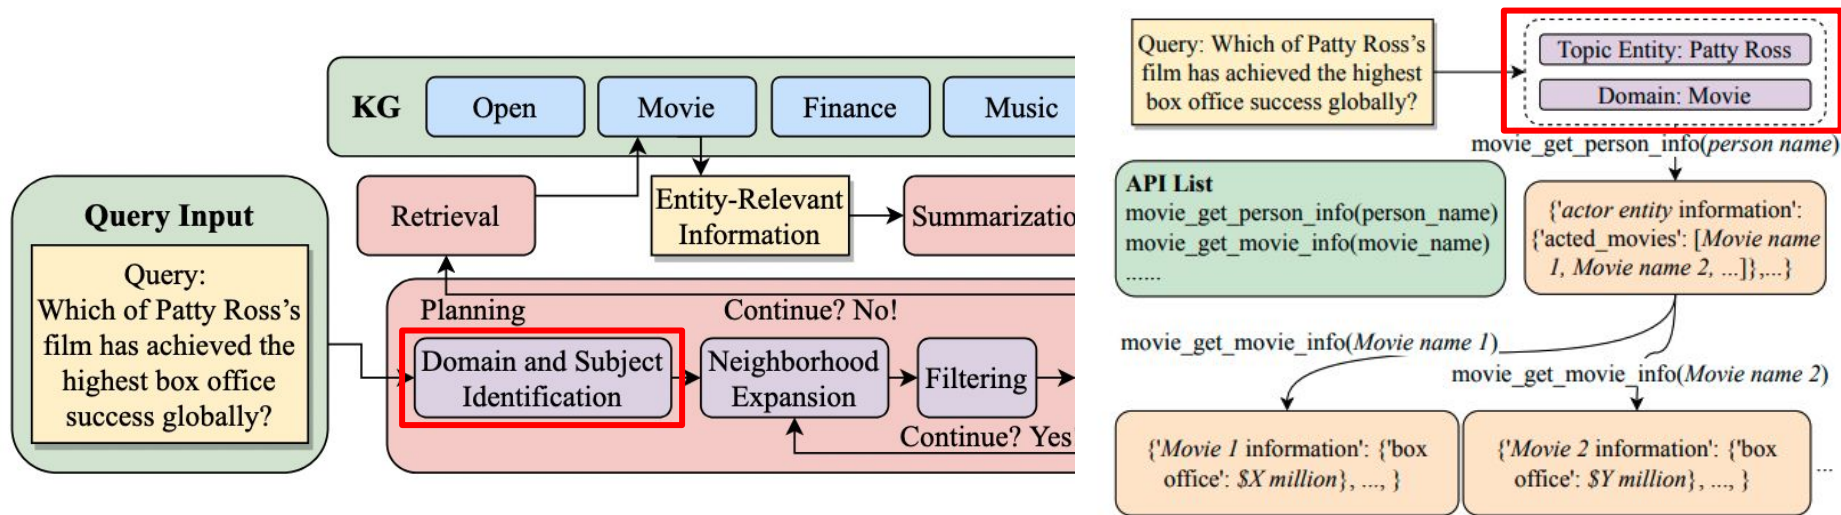 KG
Open
Movie
Finance
Music
Query Input
Query:
Which of Patty Ross's
film has achieved the
highest box office
success globally?
Retrieval
Entity-Relevant
Information
Summarizatio
Planning
Continue? No!
Domain and Subject
Identification
Neighborhood
Expansion
Filtering
Continue? Yes!
Query: Which of Patty Ross's
film has achieved the highest
box office success globally?
Topic Entity: Patty Ross
Domain: Movie
movie_get_person_info(person name)
API List
movie_get_person_info(person_name)
movie_get_movie_info(movie_name)
......
{'actor entity information':
{'acted_movies': [Movie name
1, Movie name 2, ...]},...}
movie_get_movie_info(Movie name 1)
movie_get_movie_info(Movie name 2)
{'Movie 1 information': {'box
office': $X million}, ..., }
{'Movie 2 information': {'box
office': $Y million}, ..., }
...